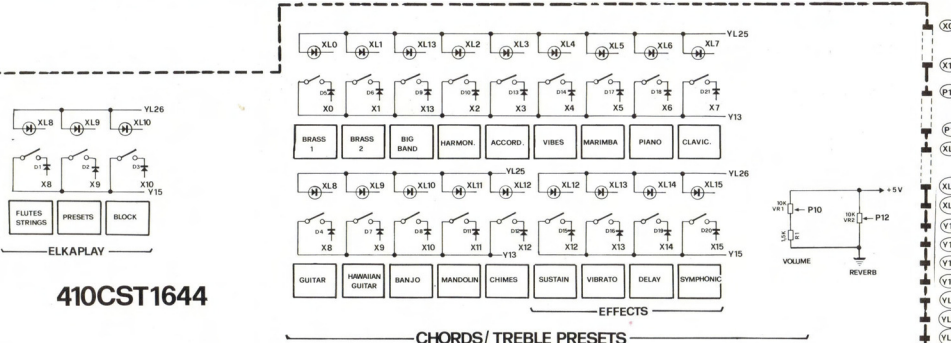 XL0 XL1 XL13 XL2 XL3 XL4 XL5 XL6 XL7 YL25
D5 D6 D9 D10 D13 D14 D17 D18 D21
X0 X1 X13 X2 X3 X4 X5 X6 X7 Y13
BRASS 1
BRASS 2
BIG BAND
HARMON.
ACCORD.
VIBES
MARIMBA
PIANO
CLAVIC.
YL26
XL8 XL9 XL10
D1 D2 D3
X8 X9 X10
Y15
FLUTES STRINGS
PRESETS
BLOCK
ELKAPLAY
410CST1644
YL25 YL26
XL8 XL9 XL10 XL11 XL12 XL12 XL13 XL14 XL15
D4 D7 D8 D11 D12 D15 D16 D19 D20
X8 X9 X10 X11 X12 X12 X13 X14 X15
Y13 Y15
GUITAR
HAWAIIAN GUITAR
BANJO
MANDOLIN
CHIMES
SUSTAIN
VIBRATO
DELAY
SYMPHONIC
EFFECTS
CHORDS/ TREBLE PRESETS
+5V
10K VR1 P10
1,5K R1
VOLUME
10K VR2 P12
REVERB